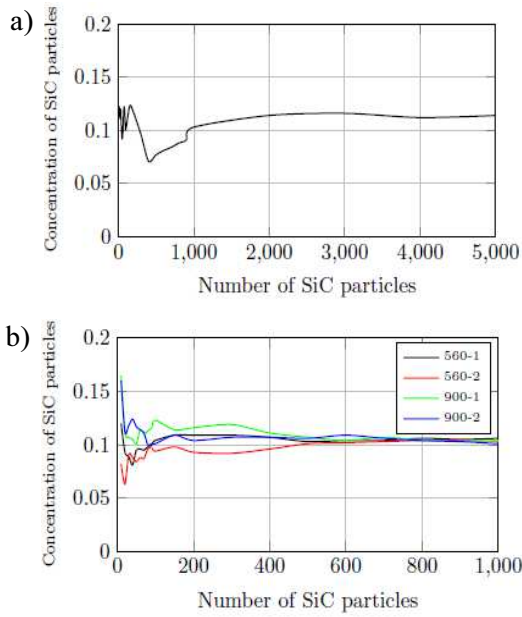 a)
Concentration of SiC particles
0.2
0.15
0.1
0.05
0
0 1,000 2,000 3,000 4,000 5,000
Number of SiC particles
b)
Concentration of SiC particles
0.2
0.15
0.1
0.05
0
560-1
560-2
900-1
900-2
0 200 400 600 800 1,000
Number of SiC particles